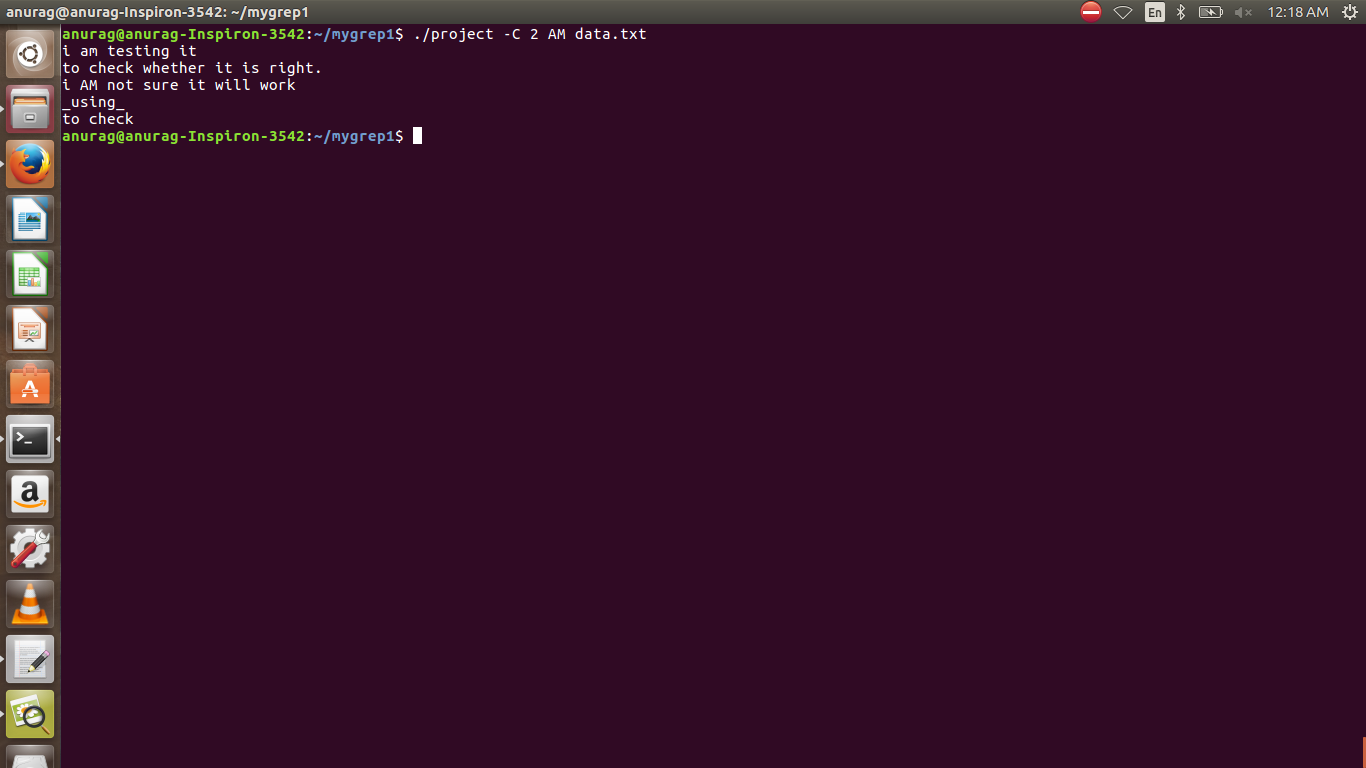 anurag@anurag-Inspiron-3542: ~/mygrep1
En
12:18 AM
anurag@anurag-Inspiron-3542:~/mygrep1$ ./project -C 2 AM data.txt
i am testing it
to check whether it is right.
i AM not sure it will work
_using_
to check
anurag@anurag-Inspiron-3542:~/mygrep1$